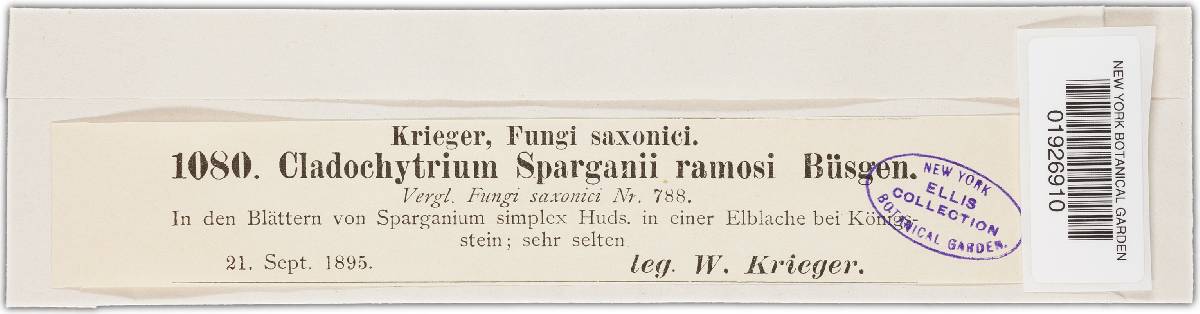 Krieger, Fungi saxonici.
1080. Cladochytrium Sparganii ramosi Büsgen.
Vergl. Fungi saxonici Nr. 788.
In den Blättern von Sparganium simplex Huds. in einer Elblache bei Königs-
stein; sehr selten
21. Sept. 1895. leg. W. Krieger.
NEW YORK
ELLIS
COLLECTION
BOTANICAL GARDEN.
NEW YORK BOTANICAL GARDEN
01926910